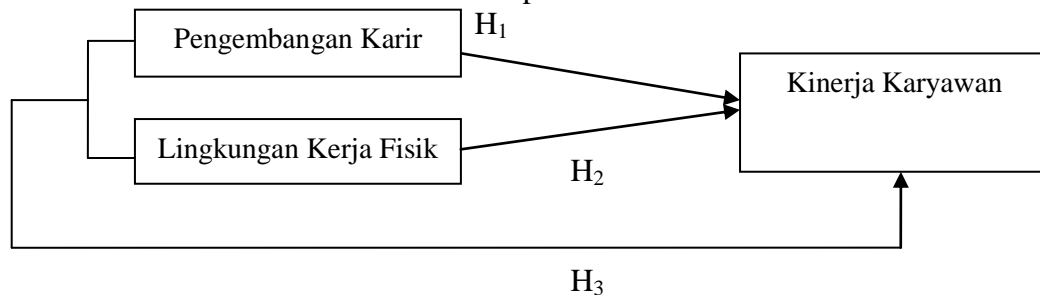 H₁
Pengembangan Karir
Kinerja Karyawan
Lingkungan Kerja Fisik
H₂
H₃